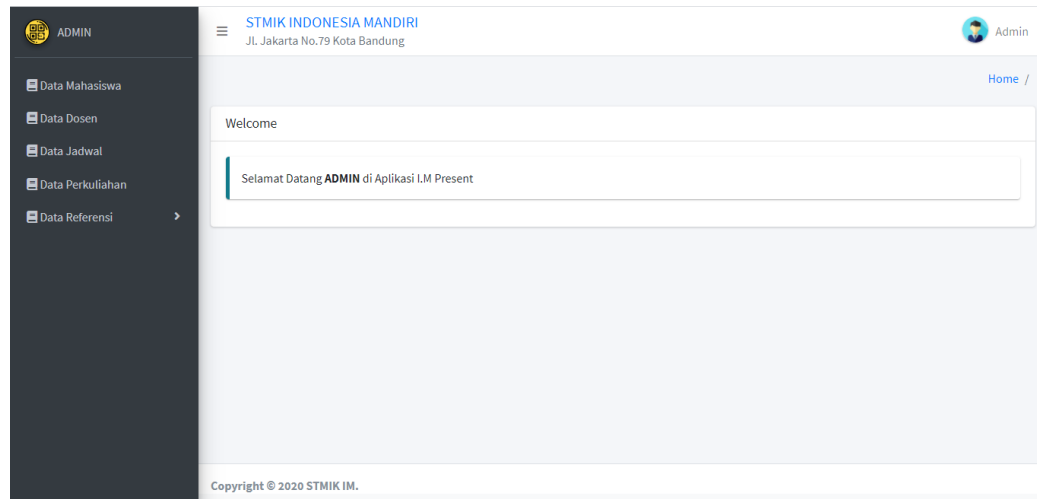 ADMIN
STMIK INDONESIA MANDIRI
Jl. Jakarta No.79 Kota Bandung
Admin
Data Mahasiswa
Data Dosen
Data Jadwal
Data Perkuliahan
Data Referensi
Home /
Welcome
Selamat Datang ADMIN di Aplikasi I.M Present
Copyright © 2020 STMIK IM.